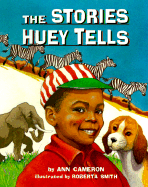 THE STORIES
HUEY TELLS
by ANN CAMERON
Illustrated by ROBERTA SMITH